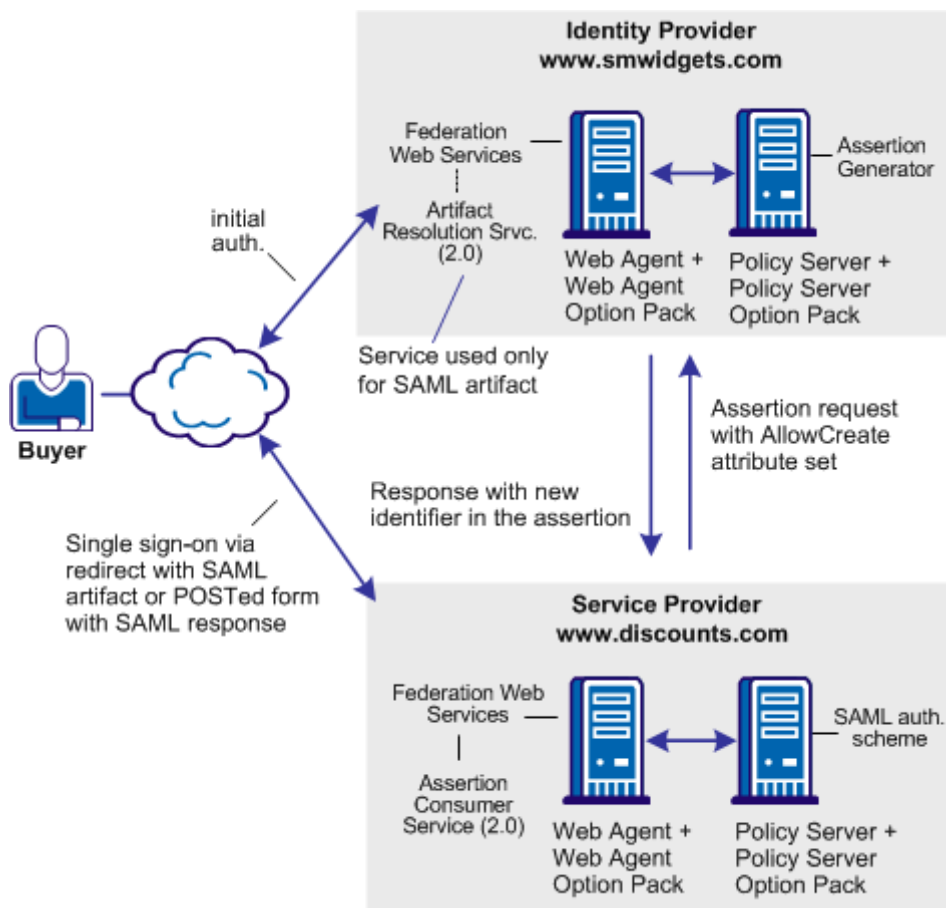 Identity Provider
www.smwidgets.com
Federation
Web Services
Assertion
Generator
initial
auth.
Artifact
Resolution Srvc.
(2.0)
Web Agent +
Web Agent
Option Pack
Policy Server +
Policy Server
Option Pack
Service used only
for SAML artifact
Buyer
Assertion request
with AllowCreate
attribute set
Response with new
identifier in the assertion
Single sign-on via
redirect with SAML
artifact or POSTed form
with SAML response
Service Provider
www.discounts.com
Federation Web
Services
SAML auth.
scheme
Assertion
Consumer
Service (2.0)
Web Agent +
Web Agent
Option Pack
Policy Server +
Policy Server
Option Pack